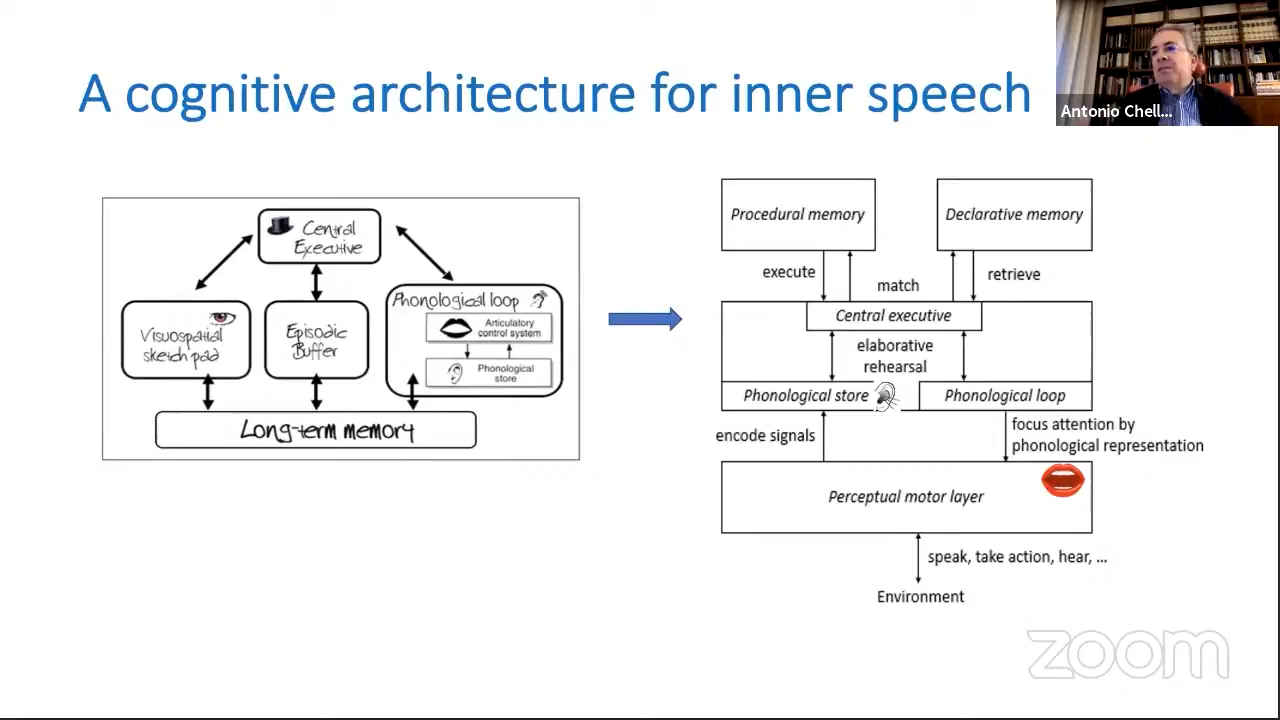 A cognitive architecture for inner speech
Antonio Chell...
Central
Executive
Visuospatial
sketch pad
Episodic
Buffer
Phonological loop
Articulatory
control system
Phonological
store
Long-term memory
Procedural memory
Declarative memory
execute
match
retrieve
Central executive
elaborative
rehearsal
Phonological store
Phonological loop
encode signals
focus attention by
phonological representation
Perceptual motor layer
speak, take action, hear, ...
Environment
zoom